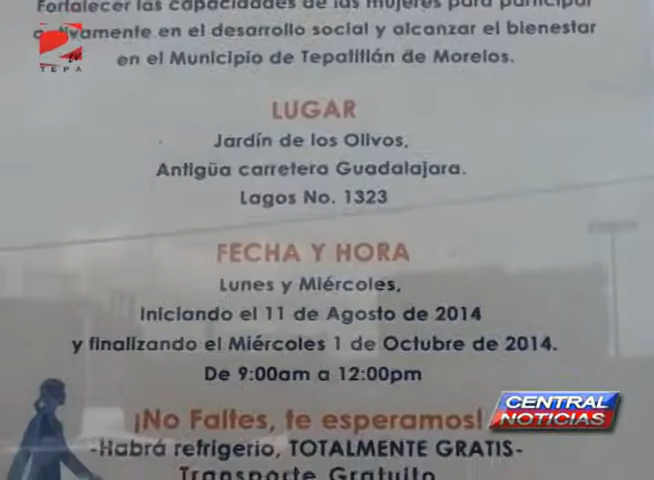 Fortalecer las capacidades de las mujeres para participar
activamente en el desarrollo social y alcanzar el bienestar
en el Municipio de Tepatitlán de Morelos.
LUGAR
Jardín de los Olivos,
Antigüa carretera Guadalajara.
Lagos No. 1323
FECHA Y HORA
Lunes y Miércoles,
Iniciando el 11 de Agosto de 2014
y finalizando el Miércoles 1 de Octubre de 2014.
De 9:00am a 12:00pm
¡No Faltes, te esperamos!
-Habrá refrigerio, TOTALMENTE GRATIS-
Transporte Gratuito
TEPA
CENTRAL
NOTICIAS